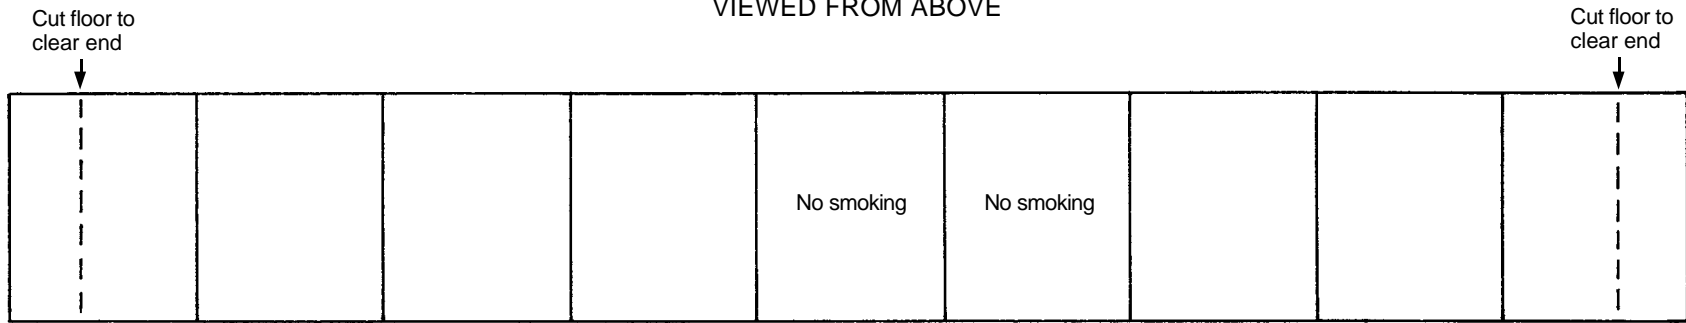 VIEWED FROM ABOVE
Cut floor to
clear end
Cut floor to
clear end
No smoking
No smoking